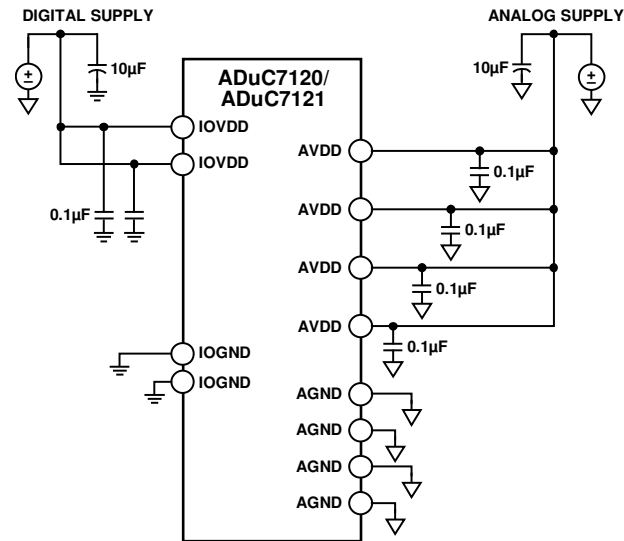 DIGITAL SUPPLY
ANALOG SUPPLY
±
10µF
10µF
±
ADuC7120/
ADuC7121
IOVDD
IOVDD
0.1µF
AVDD
0.1µF
AVDD
0.1µF
AVDD
0.1µF
AVDD
0.1µF
IOGND
IOGND
AGND
AGND
AGND
AGND